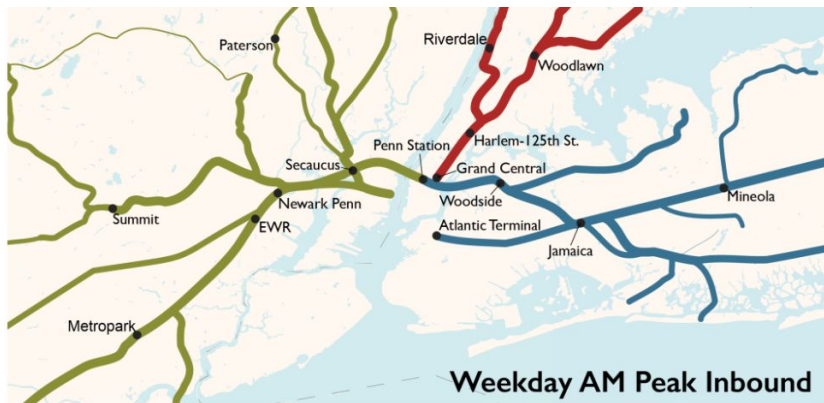 Riverdale
Paterson
Woodlawn
Penn Station
Harlem-125th St.
Secaucus
Grand Central
Newark Penn
Woodside
Mineola
Summit
EWR
Atlantic Terminal
Jamaica
Metropark
Weekday AM Peak Inbound